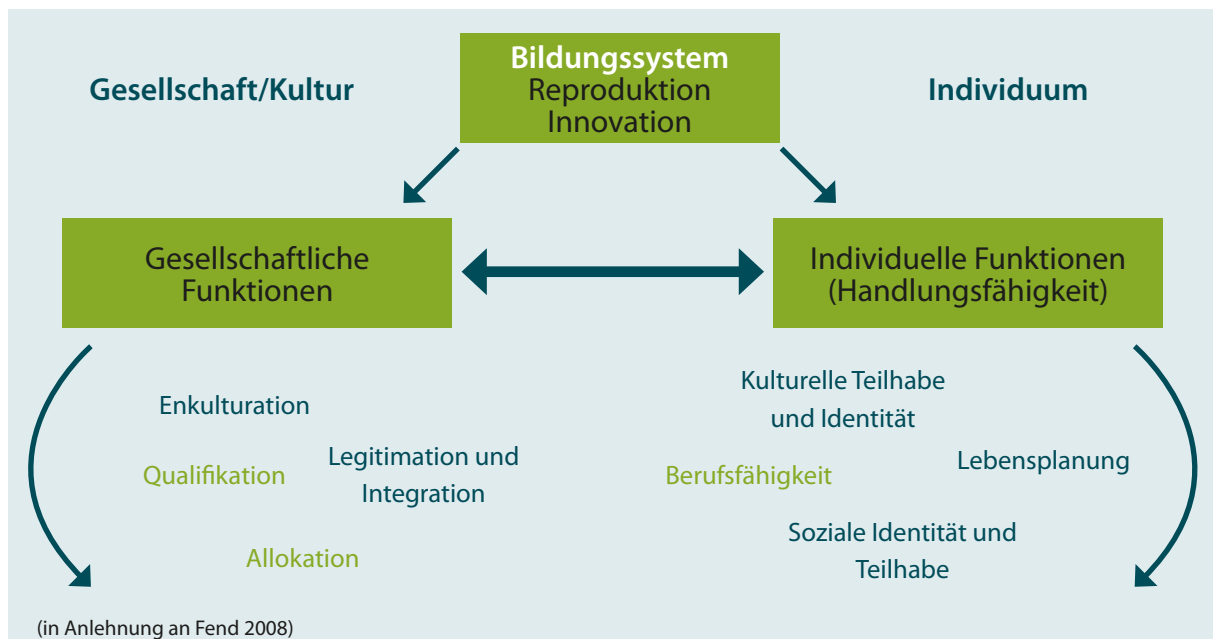 Bildungssystem
Reproduktion
Innovation
Gesellschaft/Kultur
Individuum
Gesellschaftliche
Funktionen
Individuelle Funktionen
(Handlungsfähigkeit)
Enkulturation
Qualifikation
Legitimation und
Integration
Allokation
Kulturelle Teilhabe
und Identität
Berufsfähigkeit
Lebensplanung
Soziale Identität und
Teilhabe
(in Anlehnung an Fend 2008)